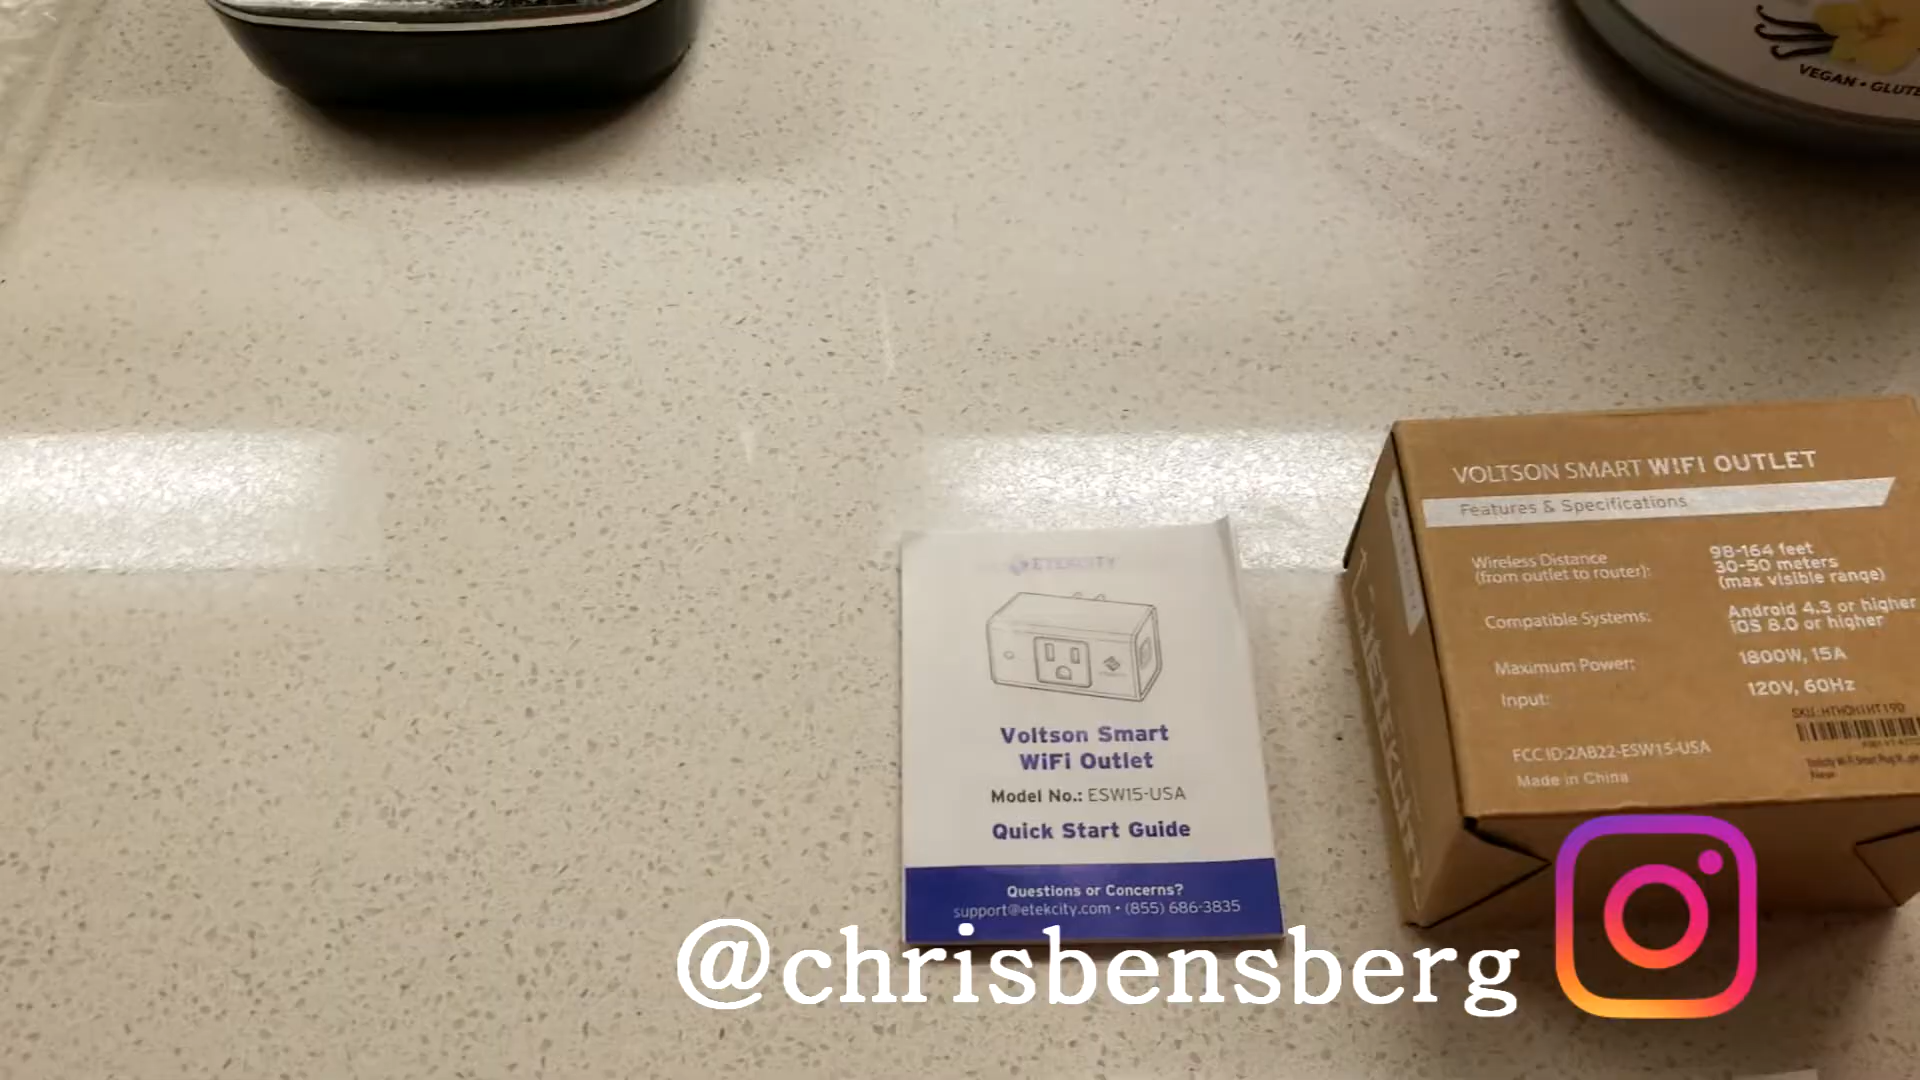 VEGAN • GLUTE
VOLTSON SMART WIFI OUTLET
Features & Specifications
Wireless Distance
(from outlet to router):
98-164 feet
30-50 meters
(max visible range)
Compatible Systems:
Android 4.3 or higher
iOS 8.0 or higher
Maximum Power:
1800W, 15A
Input:
120V, 60Hz
FCC ID:2AB22-ESW15-USA
Made in China
ETEKCITY
ETEKCITY
Voltson Smart
WiFi Outlet
Model No.: ESW15-USA
Quick Start Guide
Questions or Concerns?
support@etekcity.com • (855) 686-3835
@chrisbensberg